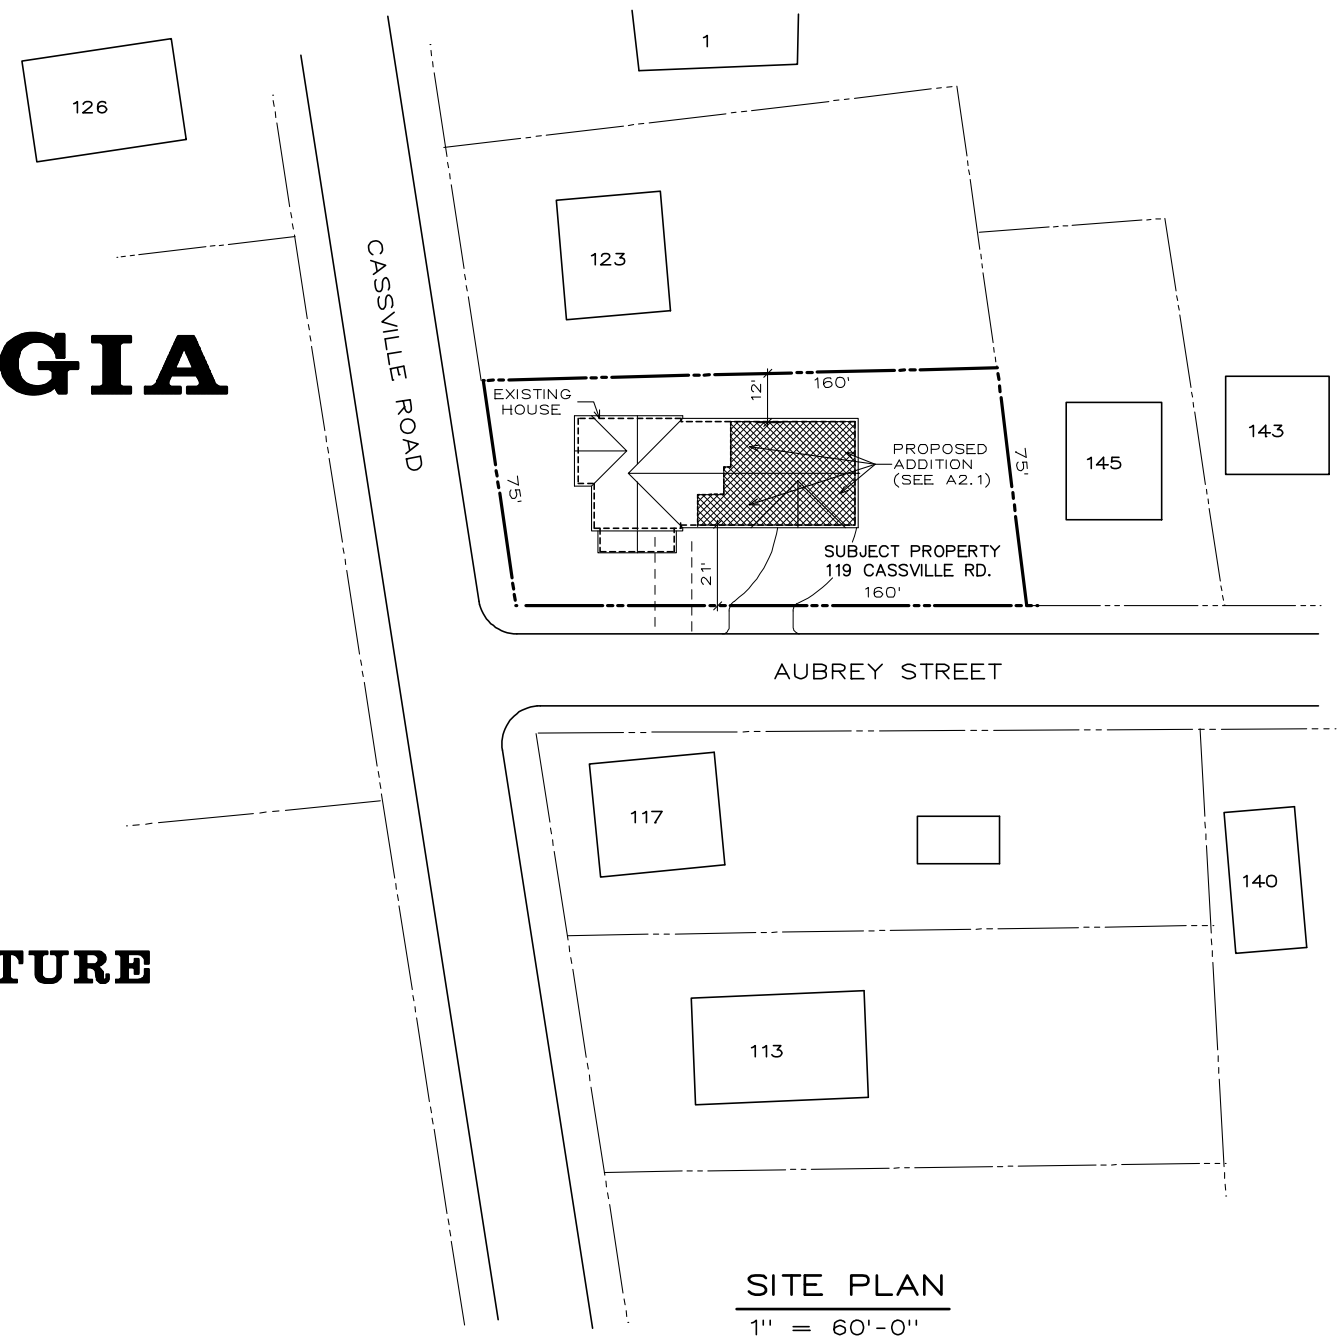 1
126
123
CASSVILLE ROAD
GIA
160'
12'
EXISTING
HOUSE
PROPOSED
ADDITION
(SEE A2.1)
75'
75'
143
145
SUBJECT PROPERTY
119 CASSVILLE RD.
21'
160'
AUBREY STREET
117
140
TURE
113
SITE PLAN
1" = 60'-0"